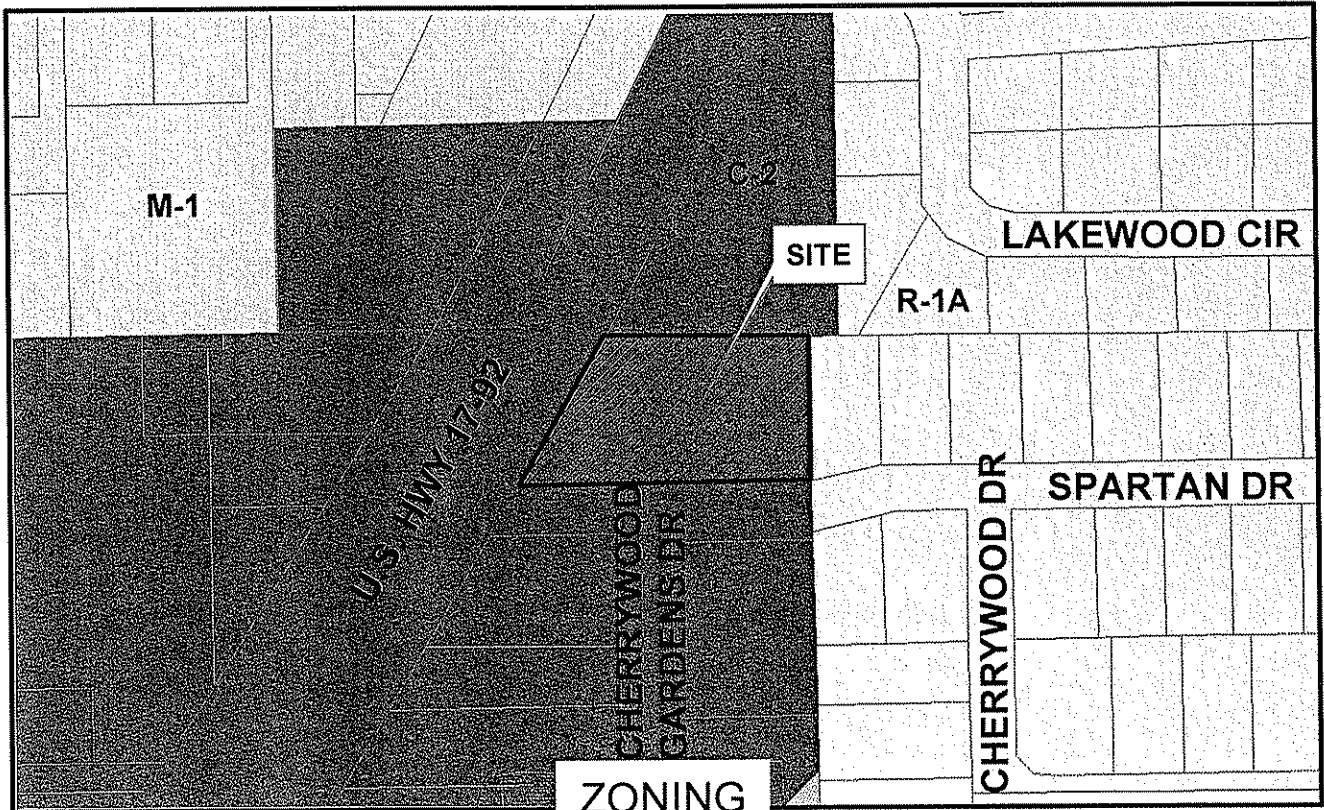 M-1
C-2
SITE
LAKEWOOD CIR
R-1A
U.S. HWY 17-92
CHERRYWOOD
GARDENS DR
CHERRYWOOD DR
SPARTAN DR
ZONING